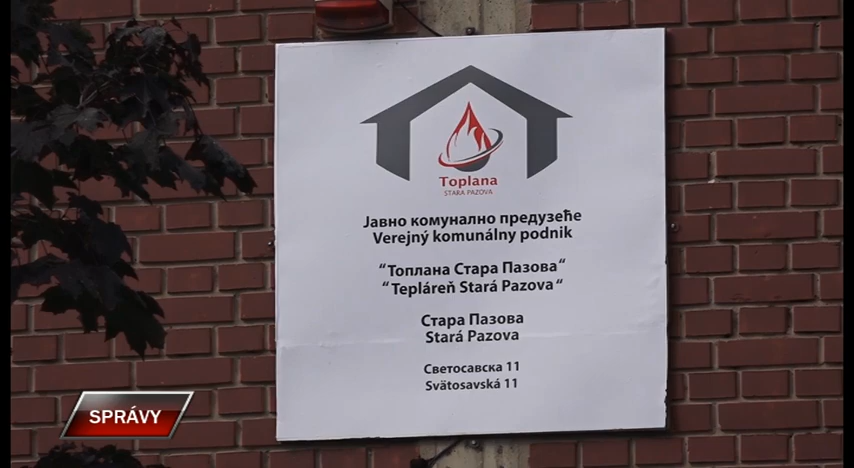 Toplana
STARA PAZOVA
Јавно комунално предузеће
Verejný komunálny podnik
“Топлана Стара Пазова“
“Tepláreň Stará Pazova“
Стара Пазова
Stará Pazova
Светосавска 11
Svätosavská 11
SPRÁVY